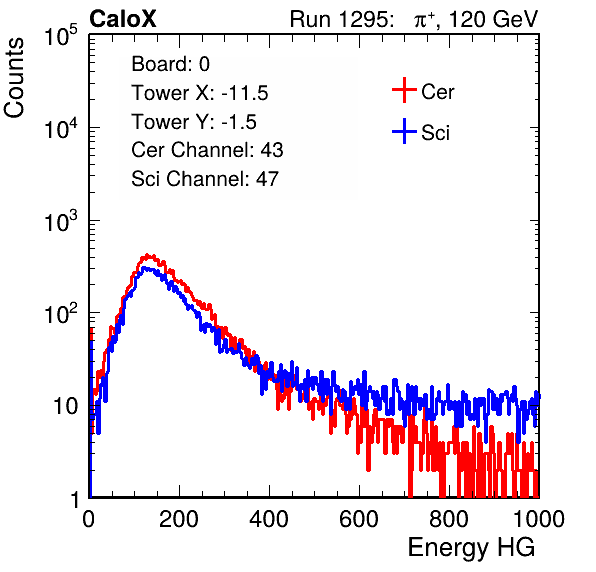 CaloX Run 1295: π⁺, 120 GeV
Counts
10⁵
10⁴
10³
10²
10
1
Board: 0
Tower X: -11.5
Tower Y: -1.5
Cer Channel: 43
Sci Channel: 47
Cer
Sci
0 200 400 600 800 1000
Energy HG